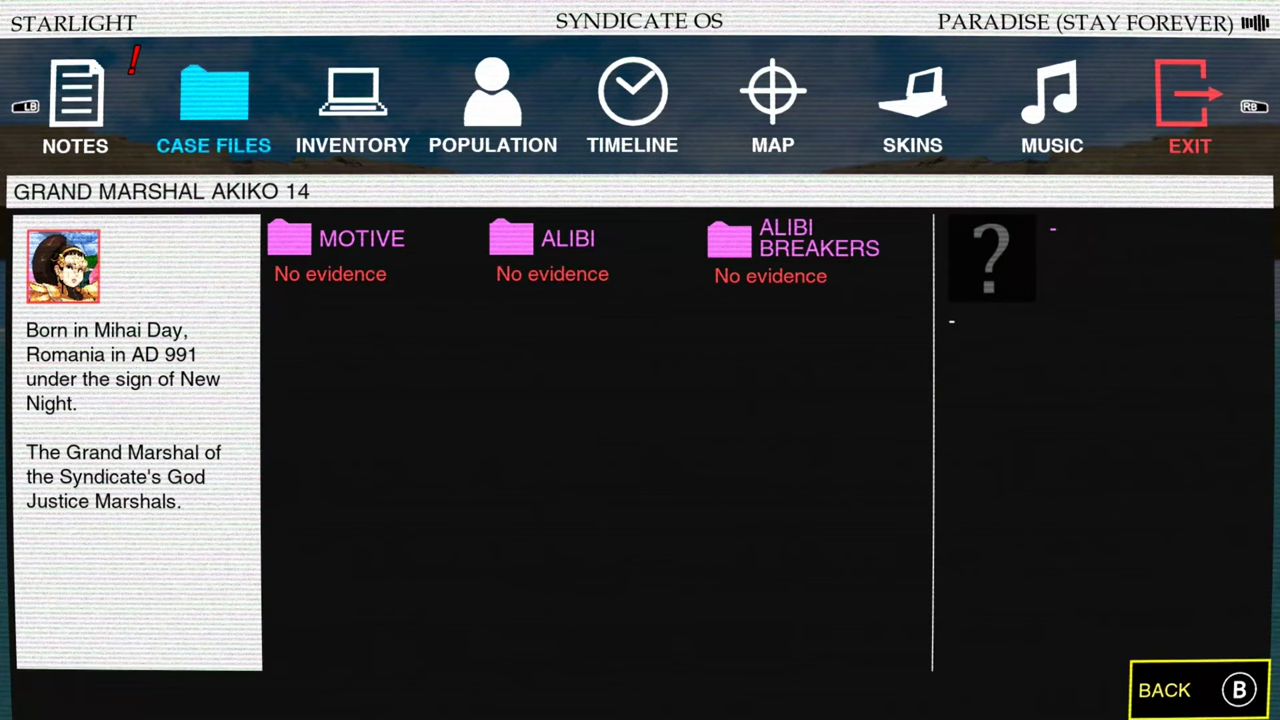 STARLIGHT
SYNDICATE OS
PARADISE (STAY FOREVER)
!
LB
RB
NOTES
CASE FILES
INVENTORY
POPULATION
TIMELINE
MAP
SKINS
MUSIC
EXIT
GRAND MARSHAL AKIKO 14
MOTIVE
No evidence
ALIBI
No evidence
ALIBI
BREAKERS
No evidence
?
-
-
Born in Mihai Day,
Romania in AD 991
under the sign of New
Night.
The Grand Marshal of
the Syndicate's God
Justice Marshals.
BACK B